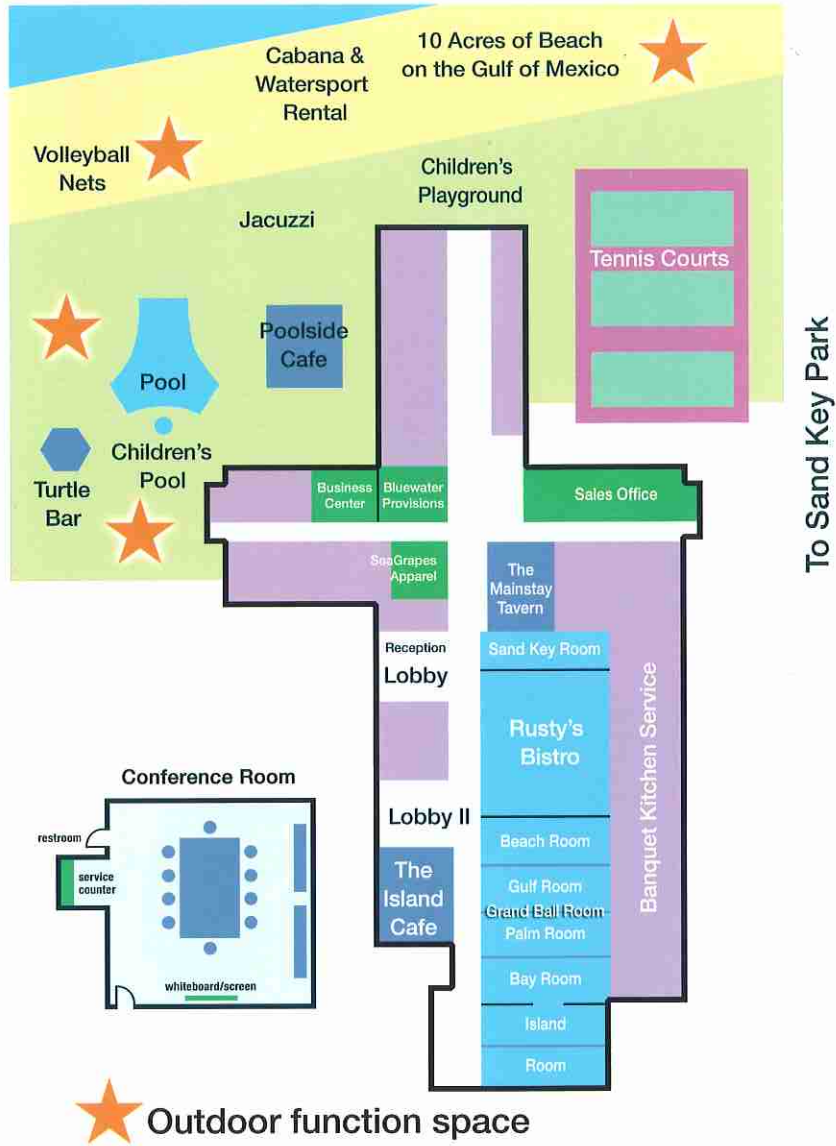 Cabana &
Watersport
Rental
10 Acres of Beach
on the Gulf of Mexico
Volleyball
Nets
Children's
Playground
Jacuzzi
Tennis Courts
Poolside
Cafe
Pool
Children's
Pool
Turtle
Bar
To Sand Key Park
Business
Center
Bluewater
Provisions
Sales Office
SeaGrapes
Apparel
The
Mainstay
Tavern
Reception
Lobby
Sand Key Room
Rusty's
Bistro
Banquet Kitchen Service
Lobby II
Beach Room
The
Island
Cafe
Gulf Room
Grand Ball Room
Palm Room
Bay Room
Island
Room
Conference Room
restroom
service
counter
whiteboard/screen
Outdoor function space